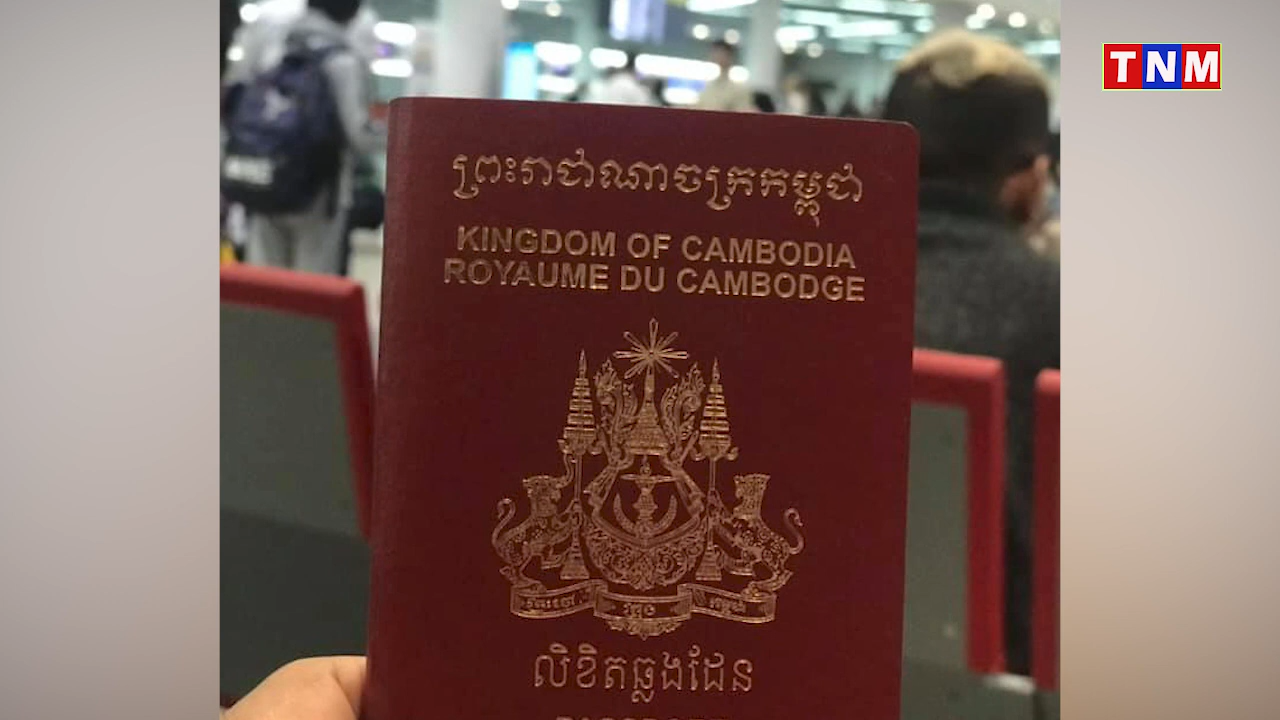 TNM
ព្រះរាជាណាចក្រកម្ពុជា
KINGDOM OF CAMBODIA
ROYAUME DU CAMBODGE
លិខិតឆ្លងដែន